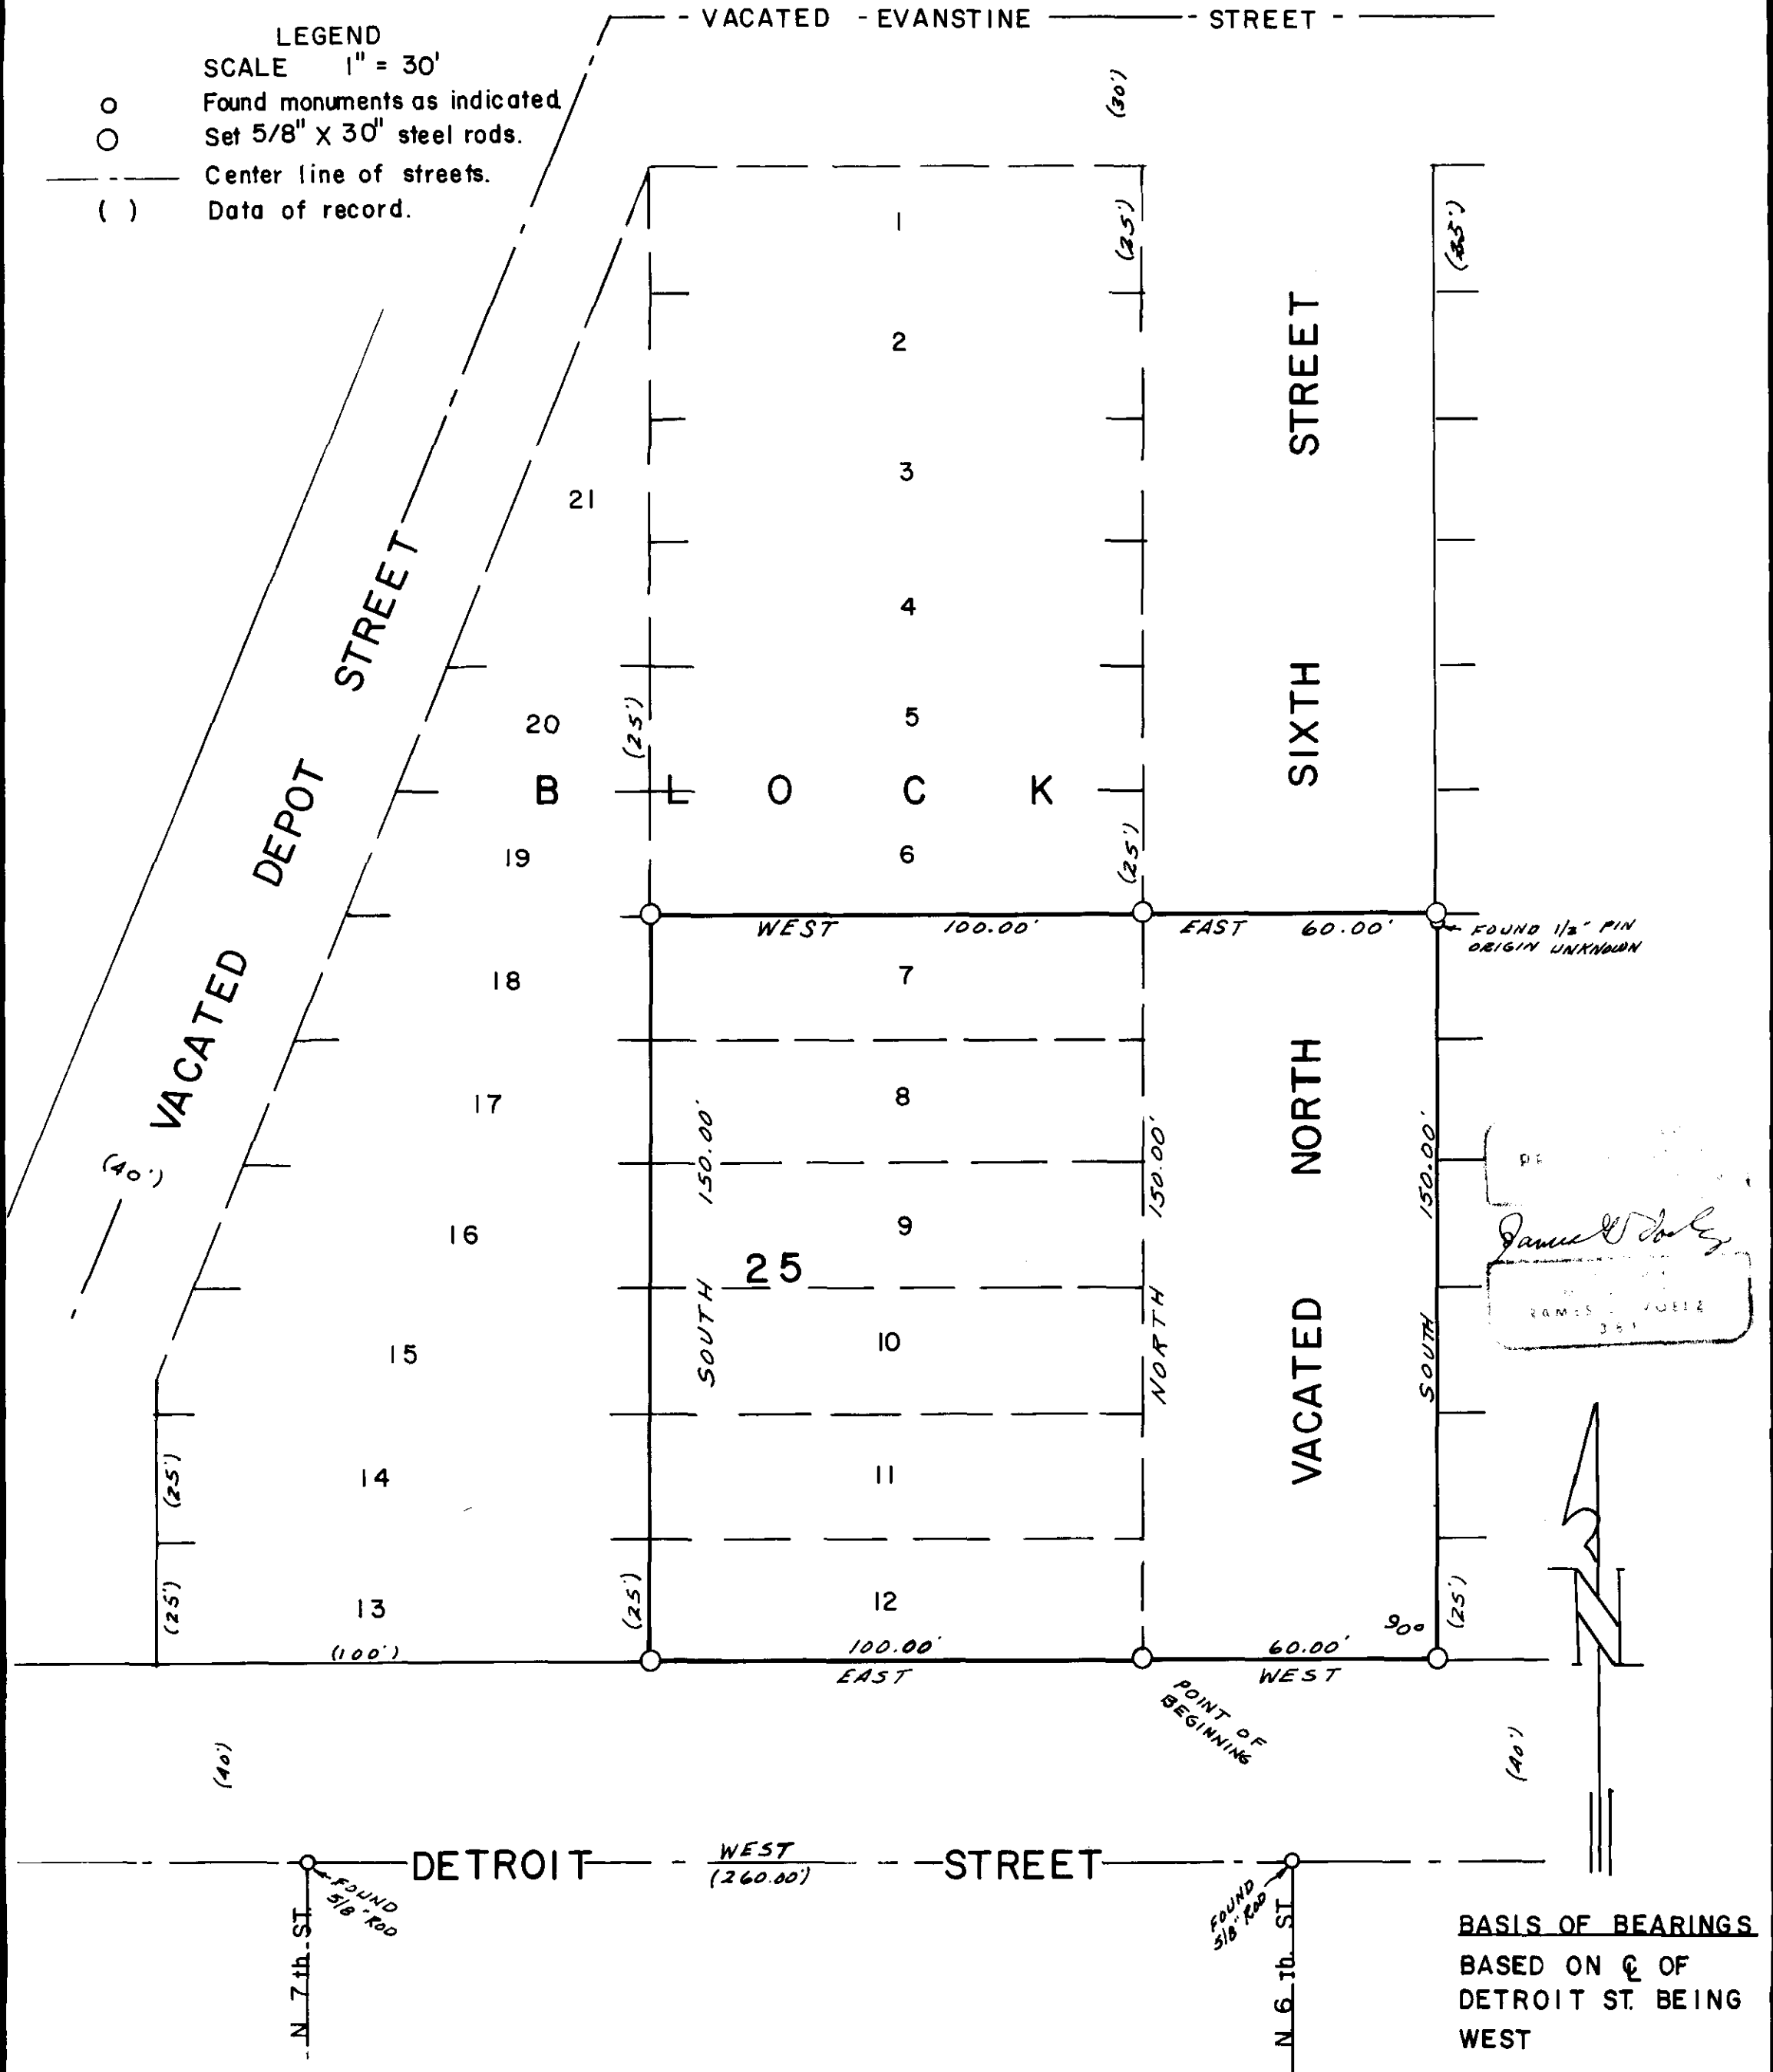 VACATED - EVANSTINE - STREET -
LEGEND
SCALE 1" = 30'
Found monuments as indicated.
Set 5/8" X 30" steel rods.
Center line of streets.
( ) Data of record.
(30')
1
(25')
(25')
2
3
21
4
20
(25')
5
BLOCK
19
6
(25')
VACATED DEPOT STREET
(40')
VACATED NORTH SIXTH STREET
WEST 100.00'
EAST 60.00'
FOUND 1/2" PIN
ORIGIN UNKNOWN
18
7
17
8
SOUTH 150.00'
NORTH 150.00'
SOUTH 150.00'
16
9
25
15
10
14
(25')
11
13
(25')
(100')
(25')
12
100.00'
EAST
60.00'
WEST
90°
(25')
POINT OF
BEGINNING
(40')
(40')
N
DETROIT STREET
WEST
(260.00')
FOUND
5/8" ROD
FOUND
5/8" ROD
N 7th. ST.
N 6 th. ST
BASIS OF BEARINGS
BASED ON ℄ OF
DETROIT ST. BEING
WEST